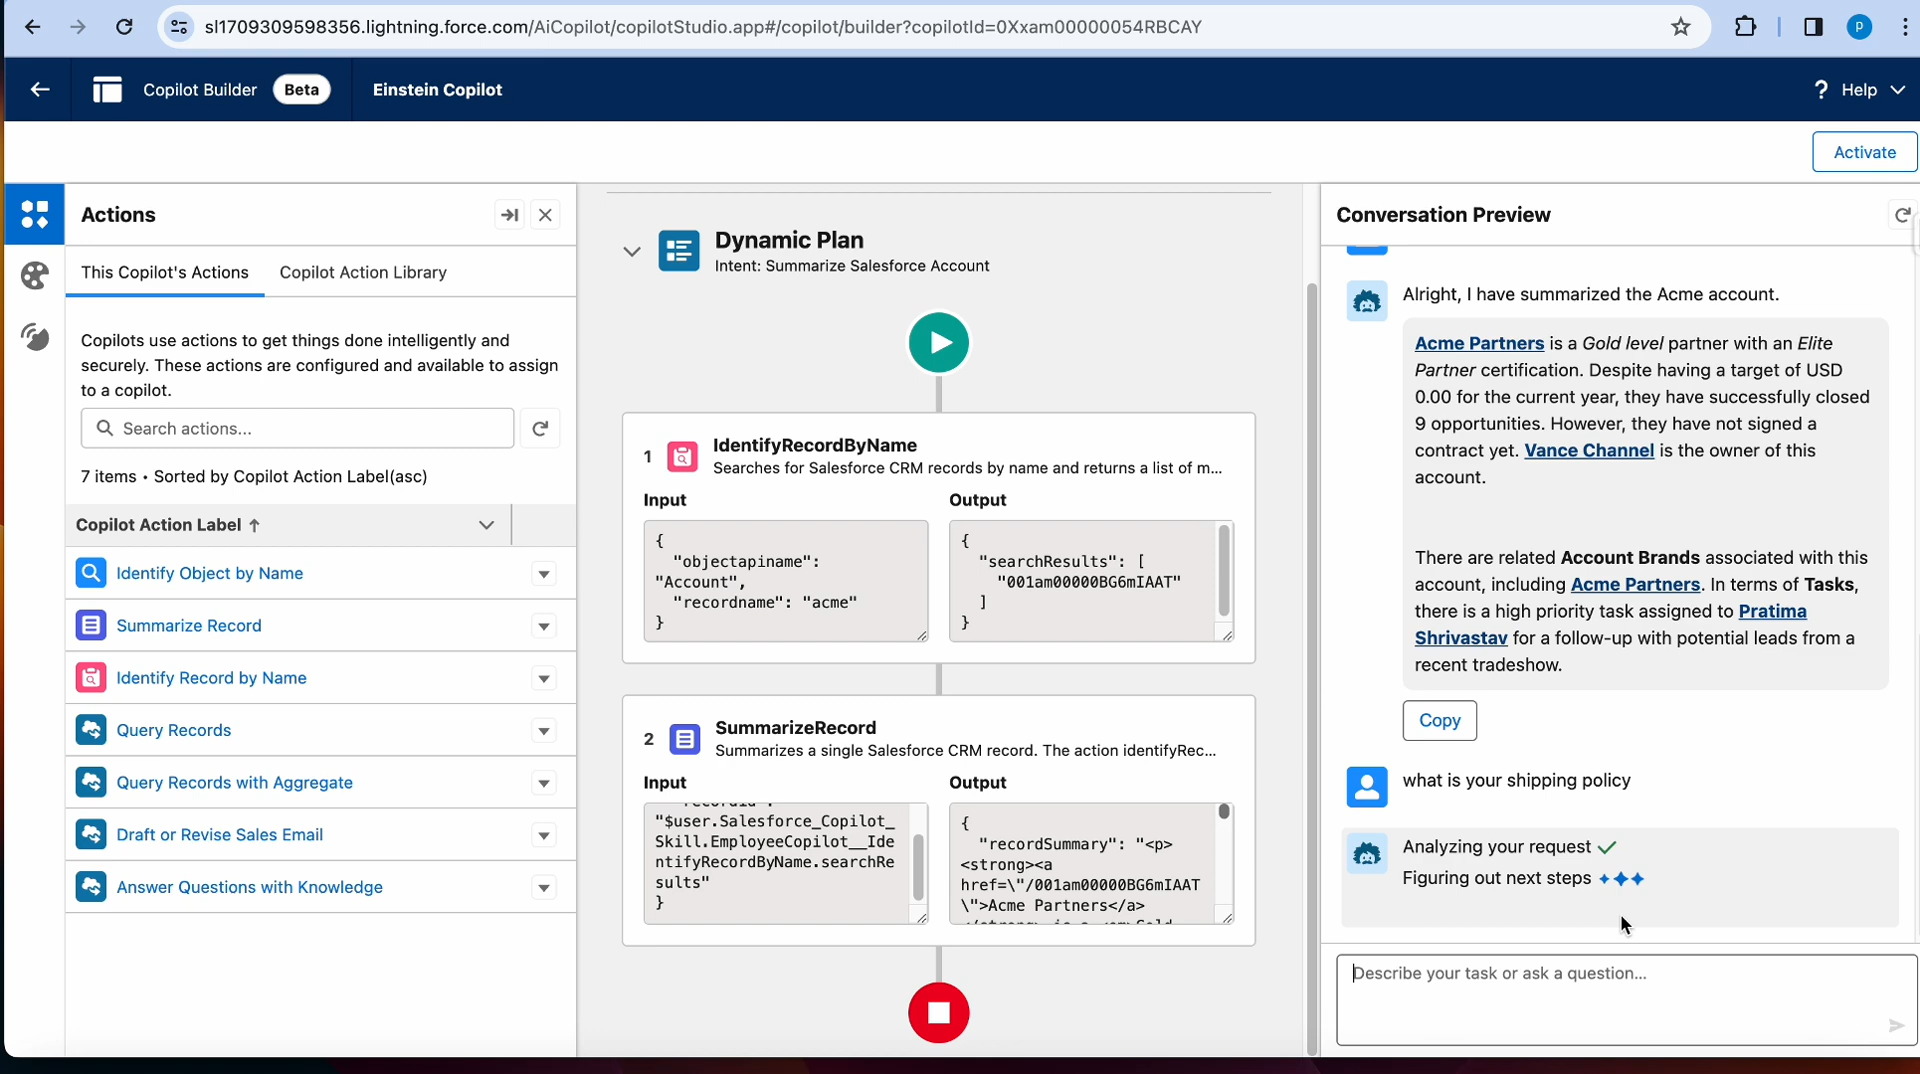 sl1709309598356.lightning.force.com/AiCopilot/copilotStudio.app#/copilot/builder?copilotId=0Xxam00000054RBCAY
P
Copilot Builder
Beta
Einstein Copilot
? Help
Activate
Actions
This Copilot's Actions
Copilot Action Library
Copilots use actions to get things done intelligently and
securely. These actions are configured and available to assign
to a copilot.
Search actions...
7 items • Sorted by Copilot Action Label(asc)
Copilot Action Label ↑
Identify Object by Name
Summarize Record
Identify Record by Name
Query Records
Query Records with Aggregate
Draft or Revise Sales Email
Answer Questions with Knowledge
Dynamic Plan
Intent: Summarize Salesforce Account
1
IdentifyRecordByName
Searches for Salesforce CRM records by name and returns a list of m...
Input
{
"objectapiname":
"Account",
"recordname": "acme"
}
Output
{
"searchResults": [
"001am00000BG6mIAAT"
]
}
2
SummarizeRecord
Summarizes a single Salesforce CRM record. The action identifyRec...
Input
"$user.Salesforce_Copilot_
Skill.EmployeeCopilot__Ide
ntifyRecordByName.searchRe
sults"
}
Output
{
"recordSummary": "<p>
<strong><a
href=\"/001am00000BG6mIAAT
\">Acme Partners</a>
Conversation Preview
Alright, I have summarized the Acme account.
Acme Partners is a Gold level partner with an Elite
Partner certification. Despite having a target of USD
0.00 for the current year, they have successfully closed
9 opportunities. However, they have not signed a
contract yet. Vance Channel is the owner of this
account.
There are related Account Brands associated with this
account, including Acme Partners. In terms of Tasks,
there is a high priority task assigned to Pratima
Shrivastav for a follow-up with potential leads from a
recent tradeshow.
Copy
what is your shipping policy
Analyzing your request ✓
Figuring out next steps
Describe your task or ask a question...